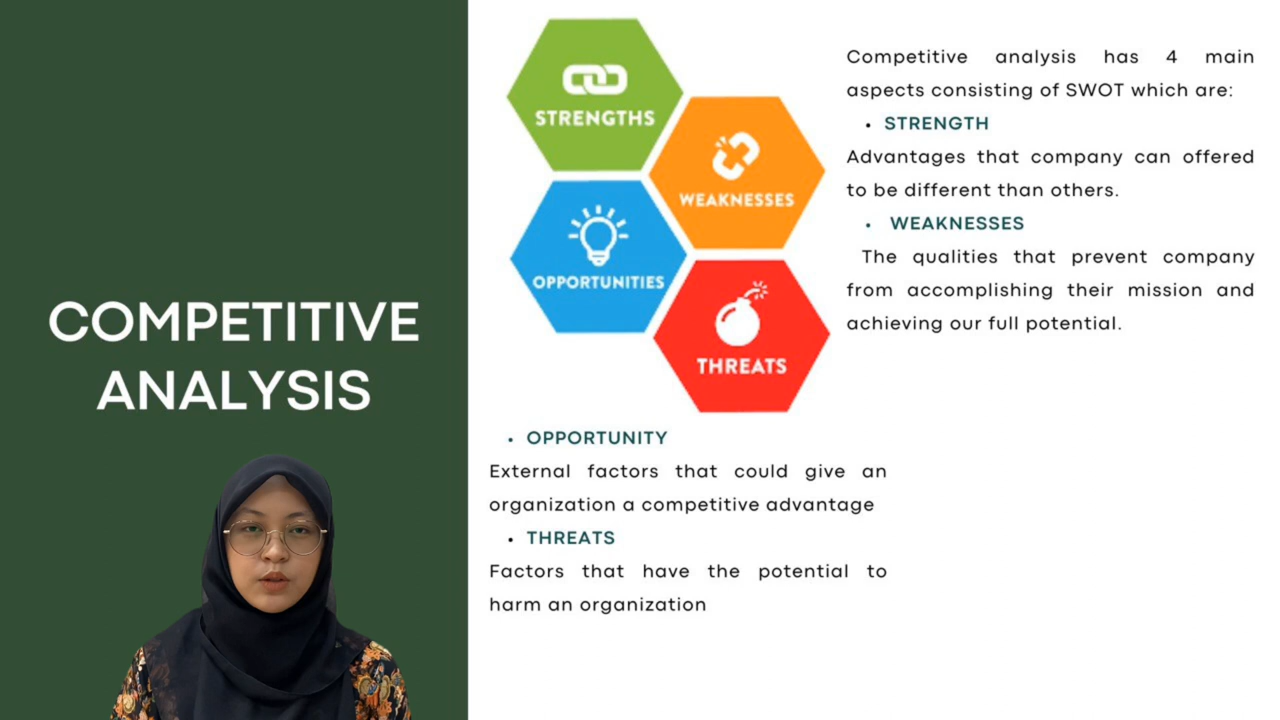 COMPETITIVE
ANALYSIS
STRENGTHS
WEAKNESSES
OPPORTUNITIES
THREATS
Competitive analysis has 4 main
aspects consisting of SWOT which are:
• STRENGTH
Advantages that company can offered
to be different than others.
• WEAKNESSES
The qualities that prevent company
from accomplishing their mission and
achieving our full potential.
• OPPORTUNITY
External factors that could give an
organization a competitive advantage
• THREATS
Factors that have the potential to
harm an organization